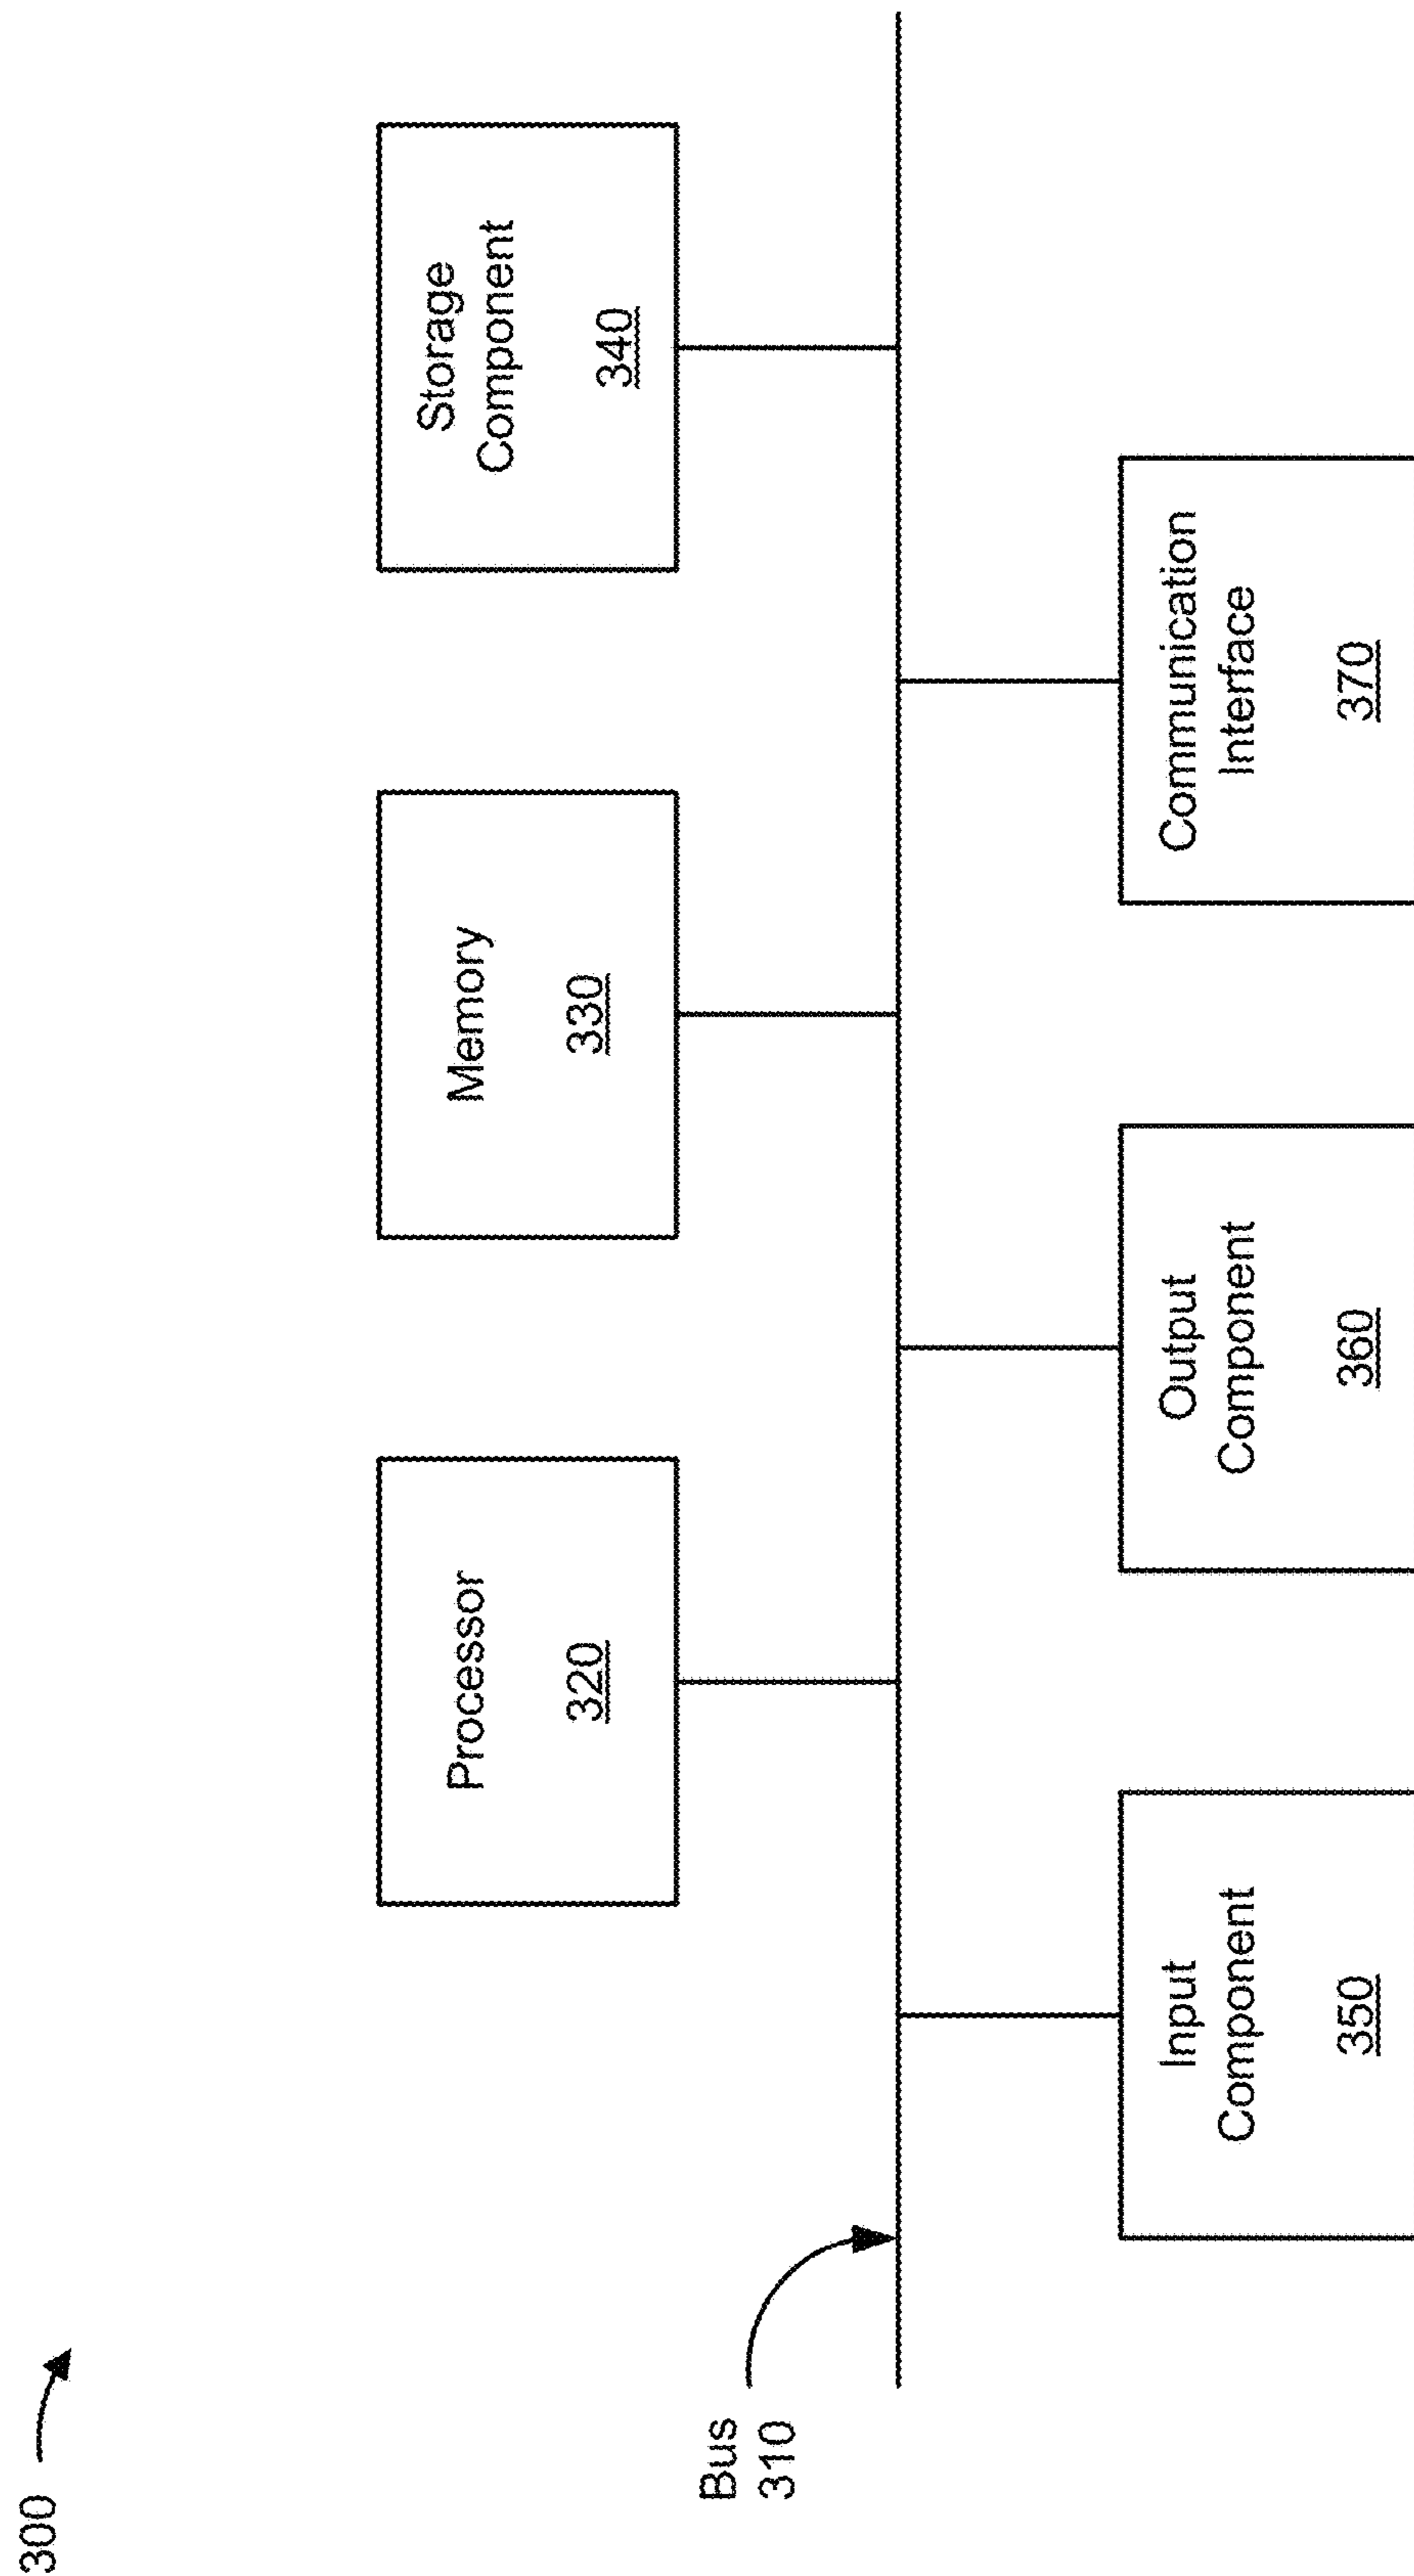 300
Processor
320
Memory
330
Storage
Component
340
Bus
310
Input
Component
350
Output
Component
360
Communication
Interface
370